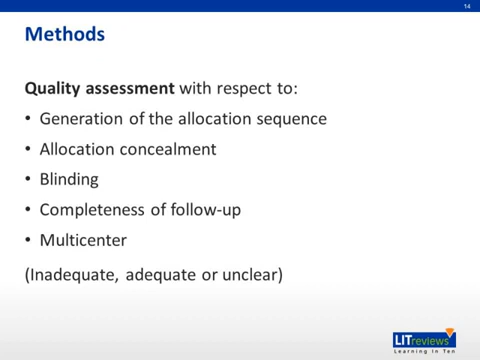 14
Methods
Quality assessment with respect to:
• Generation of the allocation sequence
• Allocation concealment
• Blinding
• Completeness of follow-up
• Multicenter
(Inadequate, adequate or unclear)
LITreviews
Learning In Ten